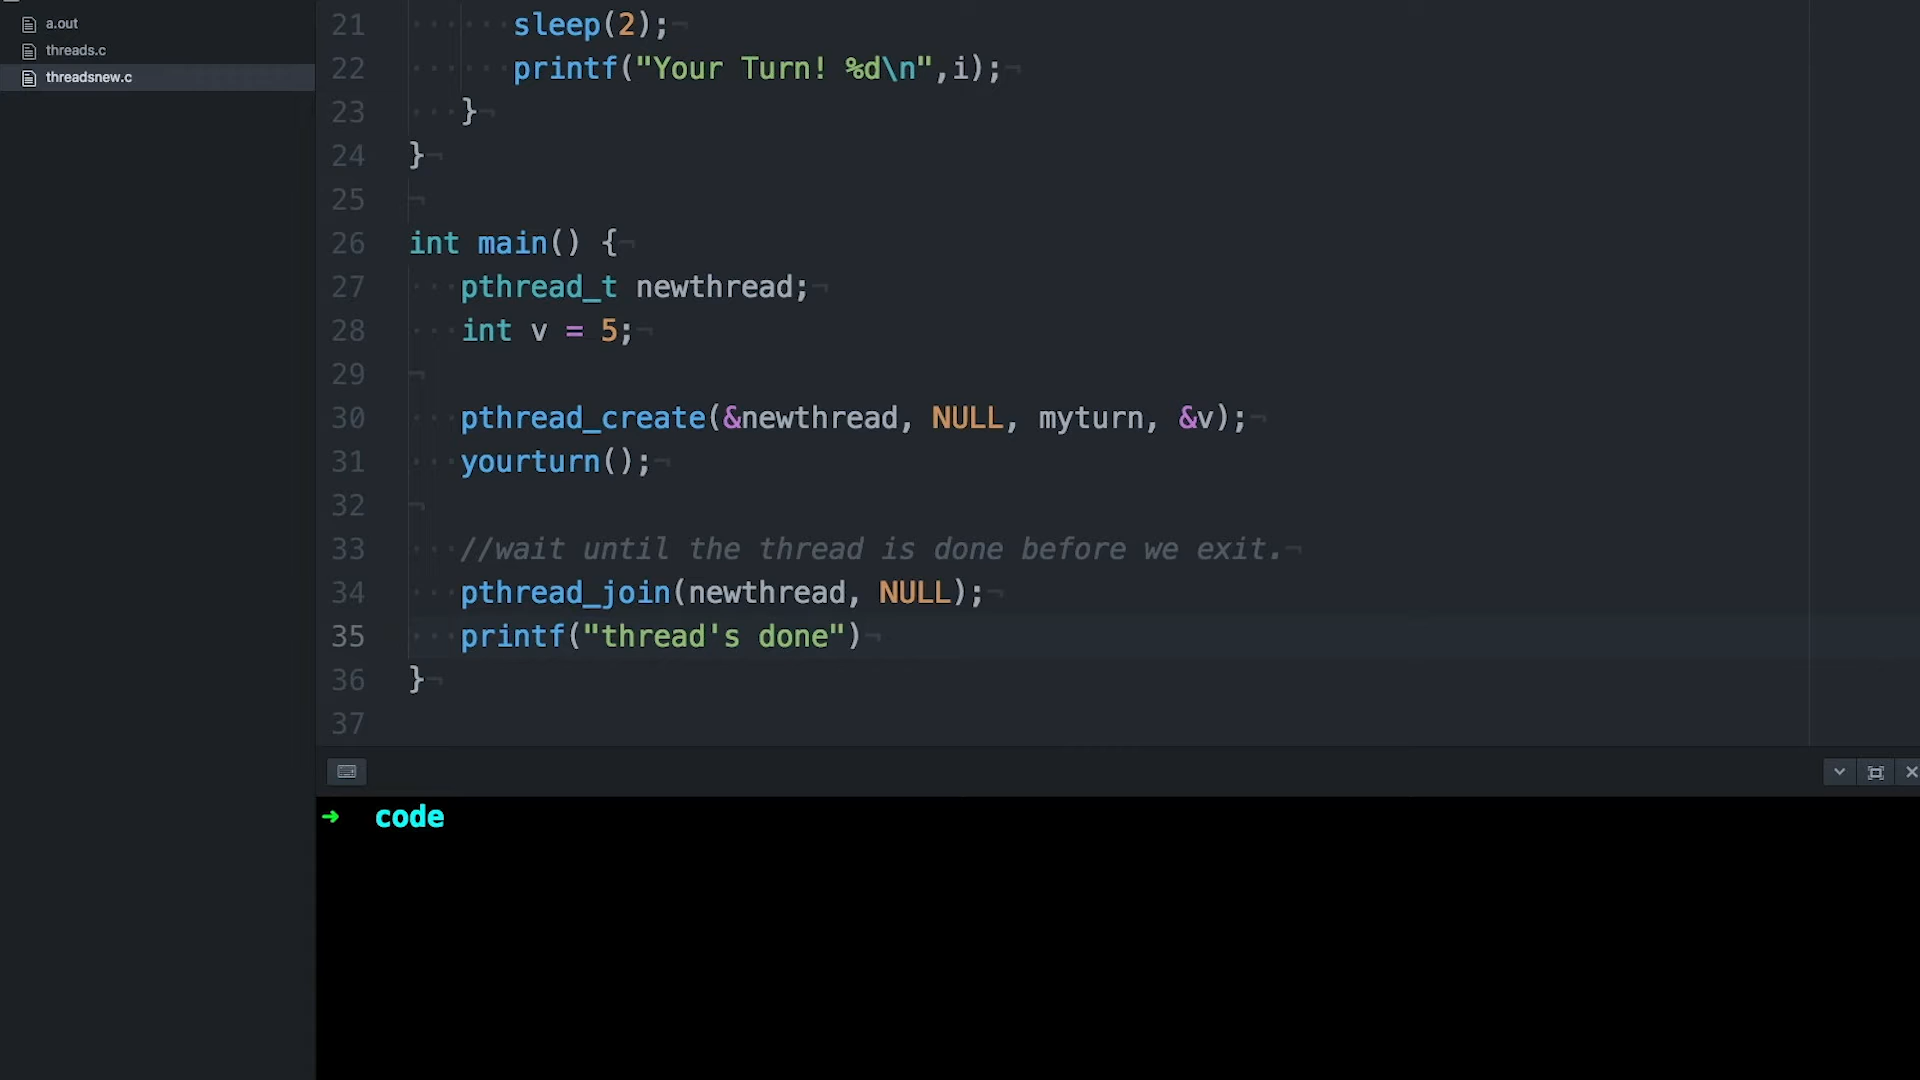 a.out
threads.c
threadsnew.c
21 sleep(2);
22 printf("Your Turn! %d\n",i);
23 }
24 }
25
26 int main() {
27 pthread_t newthread;
28 int v = 5;
29
30 pthread_create(&newthread, NULL, myturn, &v);
31 yourturn();
32
33 //wait until the thread is done before we exit.
34 pthread_join(newthread, NULL);
35 printf("thread's done")
36 }
37
➜ code